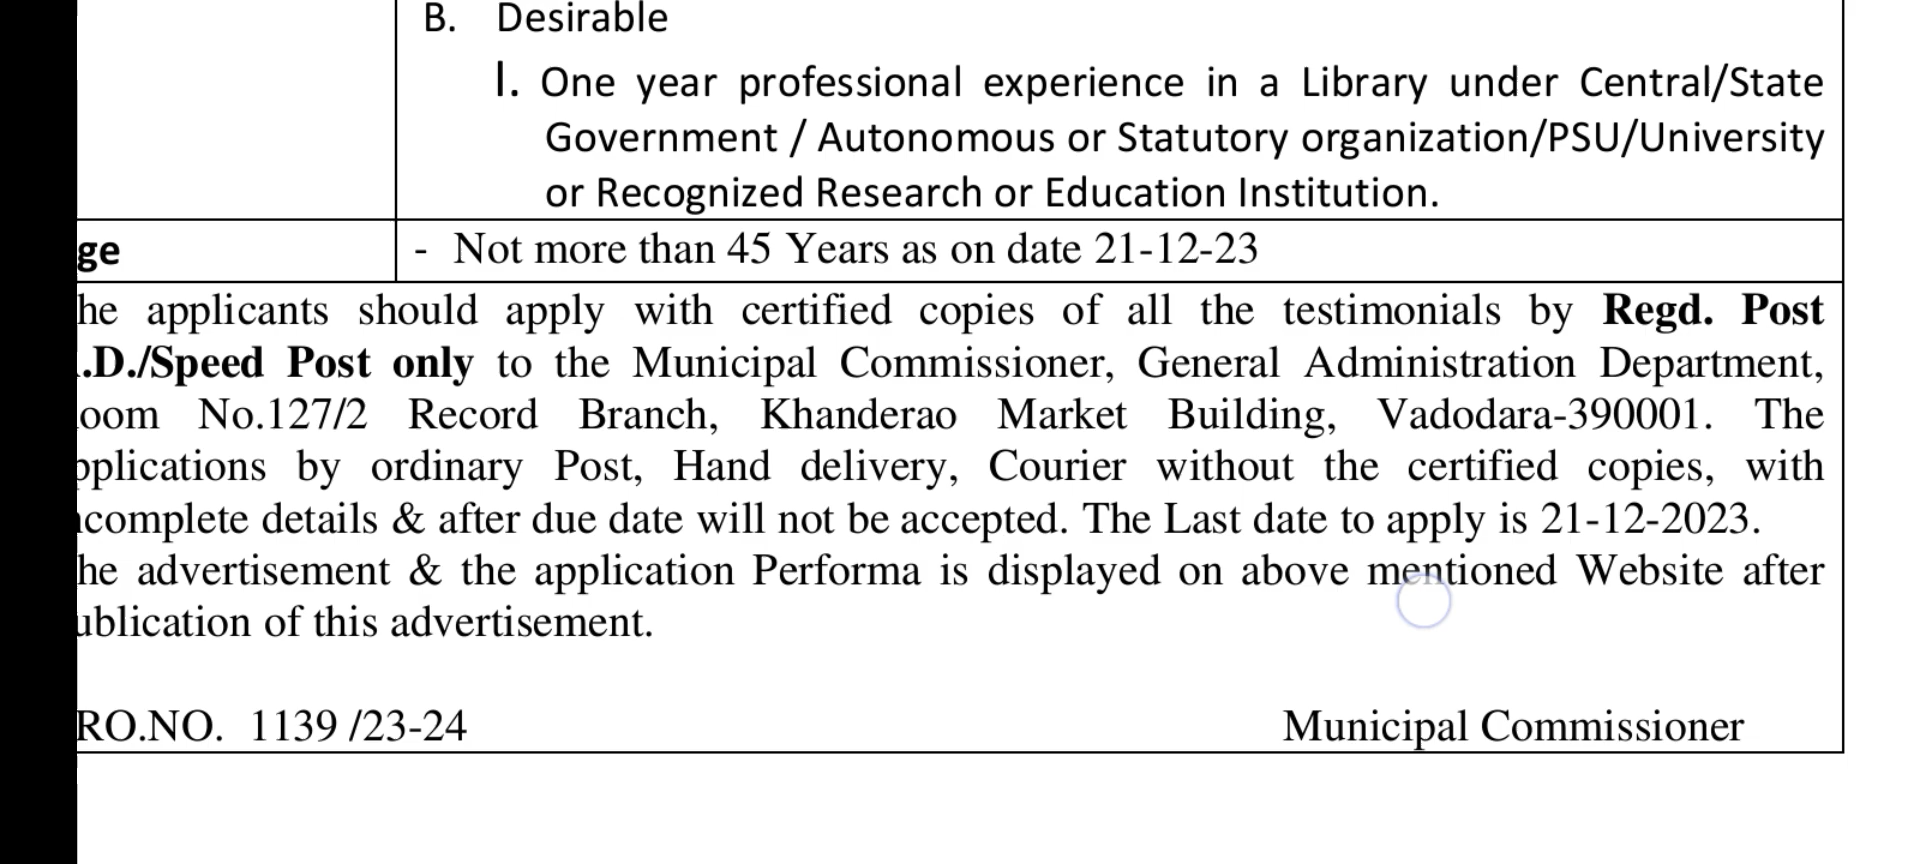 B. Desirable
I. One year professional experience in a Library under Central/State
Government / Autonomous or Statutory organization/PSU/University
or Recognized Research or Education Institution.
ge
- Not more than 45 Years as on date 21-12-23
he applicants should apply with certified copies of all the testimonials by Regd. Post
.D./Speed Post only to the Municipal Commissioner, General Administration Department,
oom No.127/2 Record Branch, Khanderao Market Building, Vadodara-390001. The
pplications by ordinary Post, Hand delivery, Courier without the certified copies, with
complete details & after due date will not be accepted. The Last date to apply is 21-12-2023.
he advertisement & the application Performa is displayed on above mentioned Website after
ublication of this advertisement.
RO.NO. 1139 /23-24
Municipal Commissioner